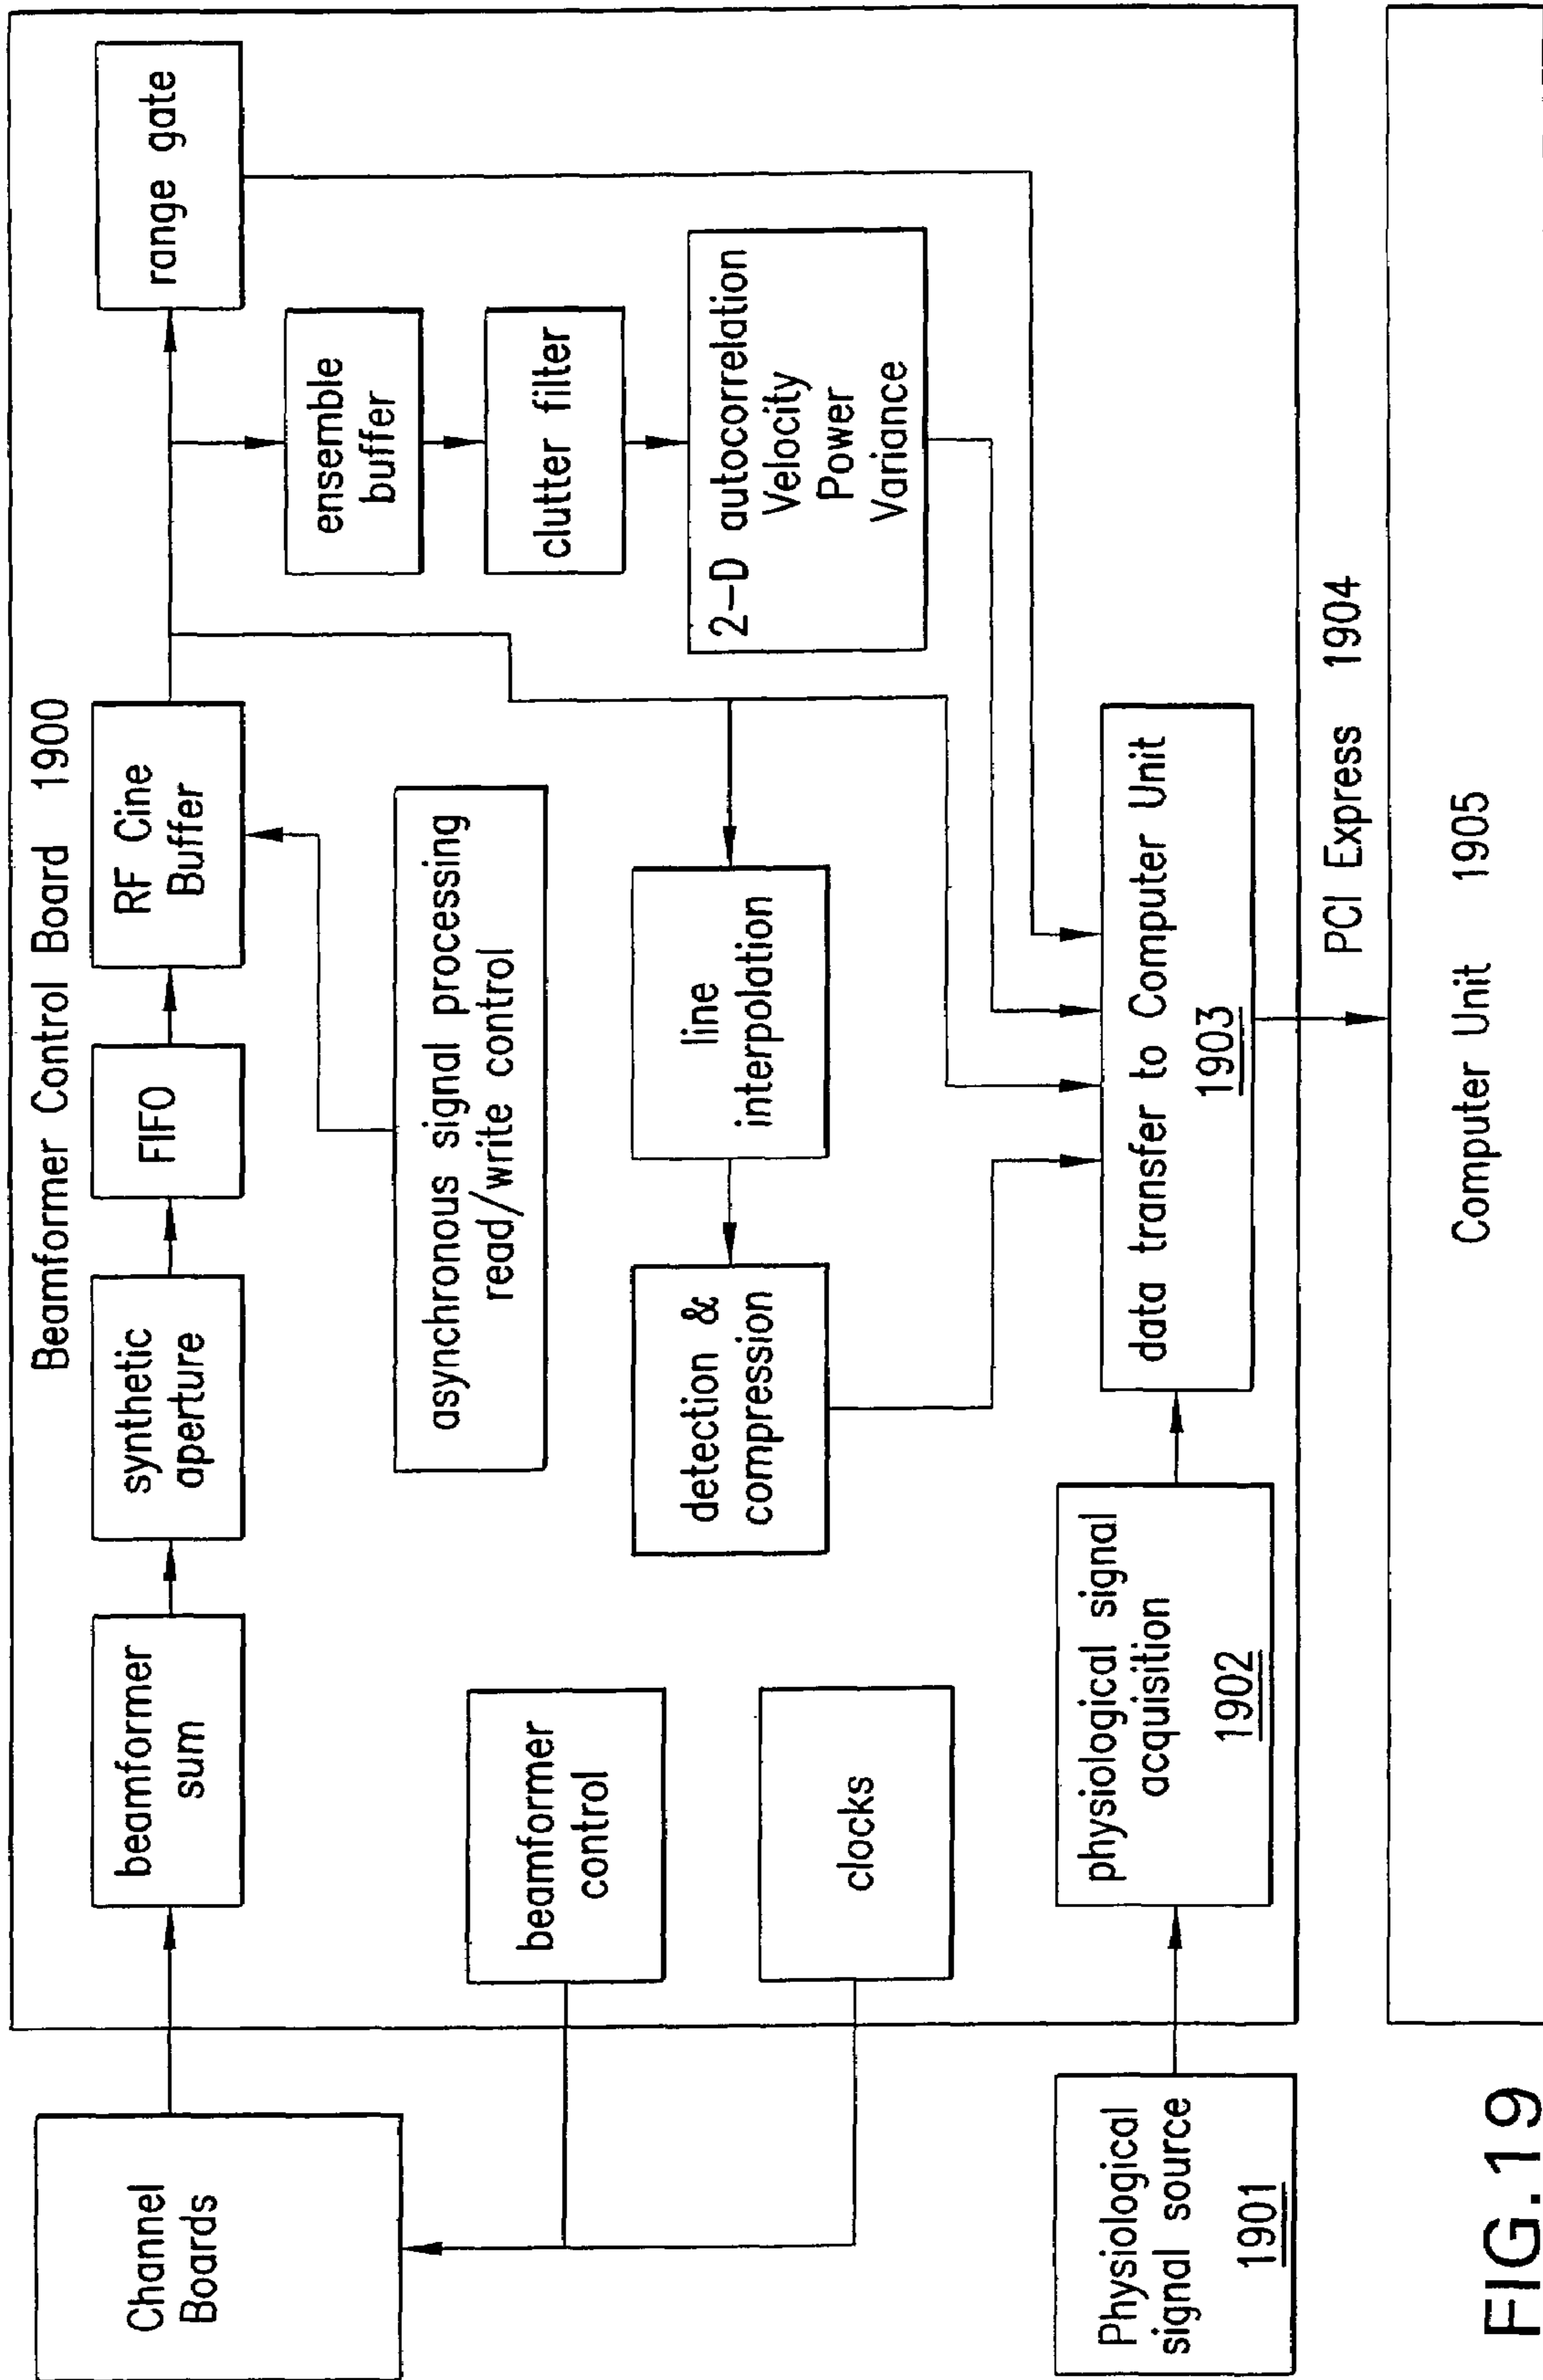 Beamformer Control Board 1900
Channel
Boards
beamformer
sum
synthetic
aperture
FIFO
RF Cine
Buffer
range gate
ensemble
buffer
clutter filter
2-D autocorrelation
Velocity
Power
Variance
asynchronous signal processing
read/write control
beamformer
control
clocks
line
interpolation
detection &
compression
Physiological
signal source
1901
physiological signal
acquisition
1902
data transfer to Computer Unit
1903
PCI Express 1904
Computer Unit 1905
FIG.19